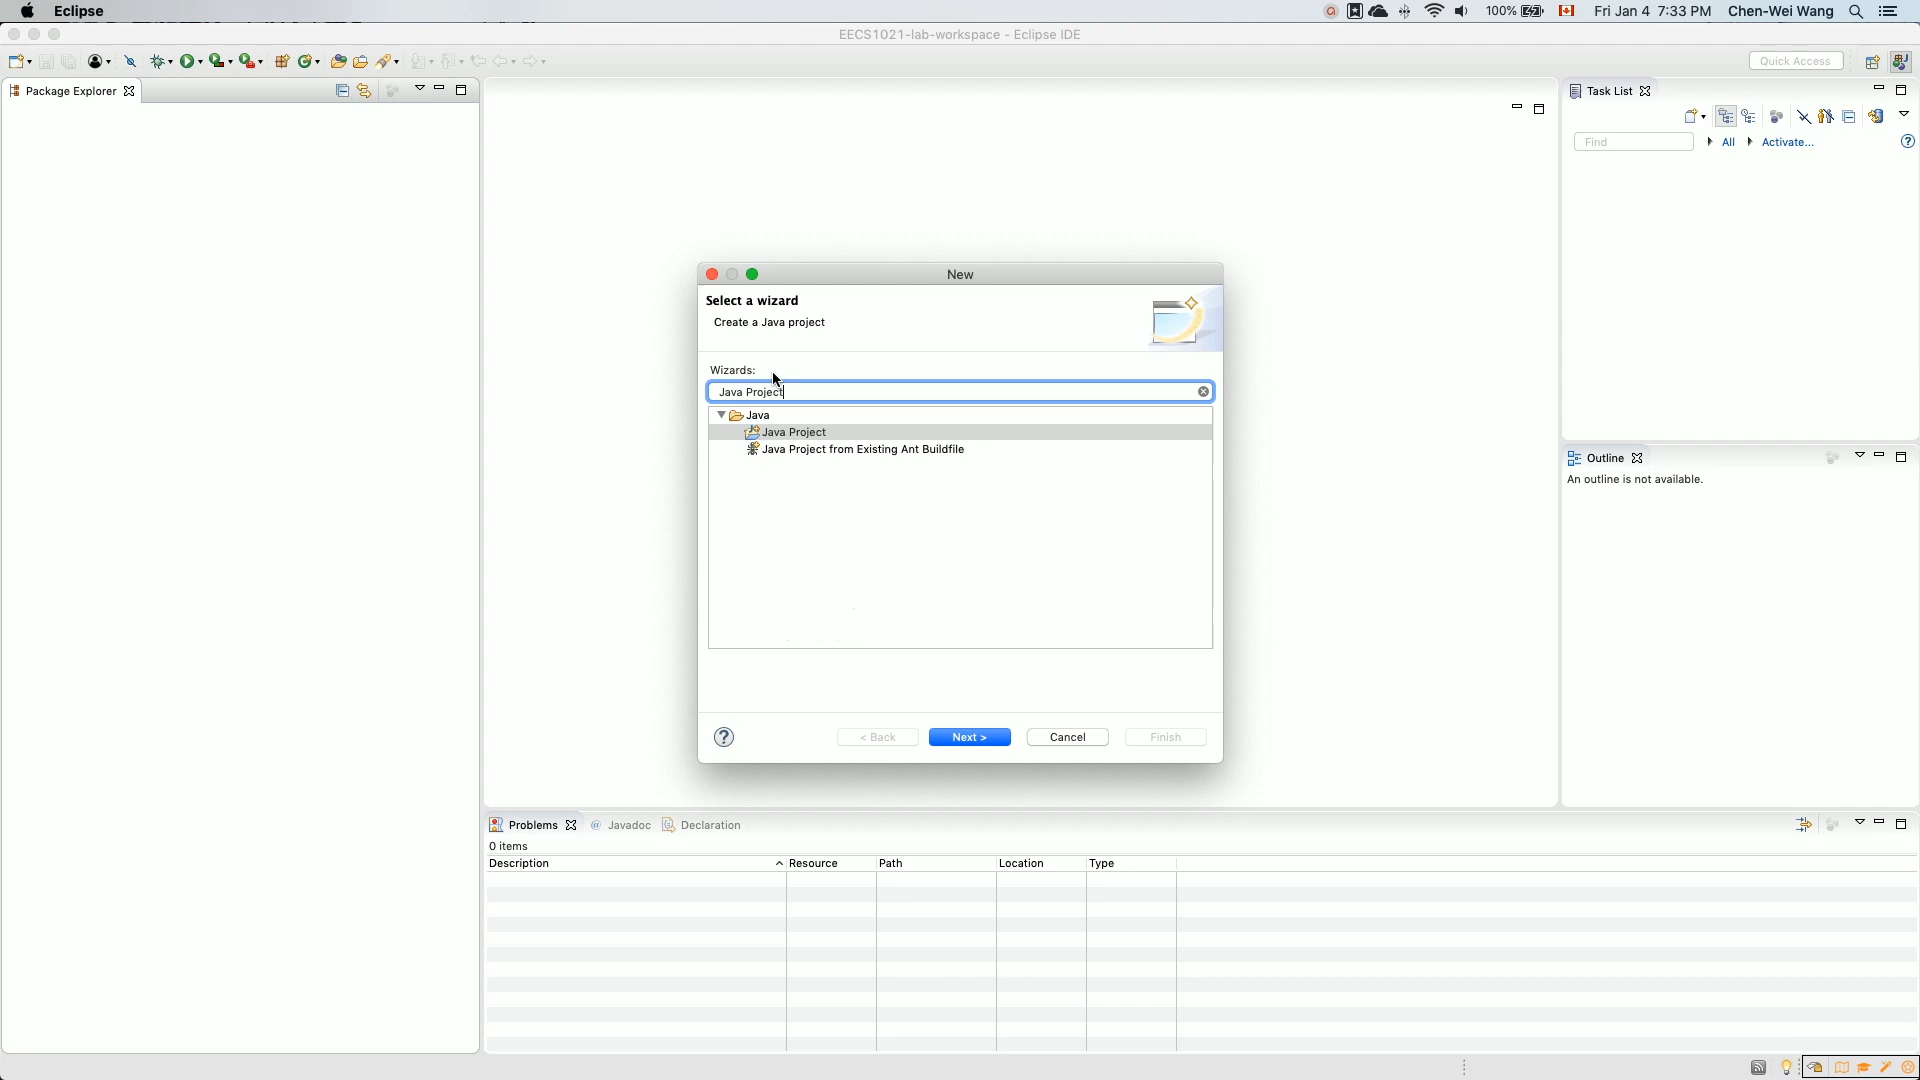 Eclipse
100%
Fri Jan 4 7:33 PM
Chen-Wei Wang
EECS1021-lab-workspace - Eclipse IDE
Quick Access
Package Explorer
Task List
Find
All
Activate...
New
Select a wizard
Create a Java project
Wizards:
Java Project
Java
Java Project
Java Project from Existing Ant Buildfile
Outline
An outline is not available.
?
< Back
Next >
Cancel
Finish
Problems
@ Javadoc
Declaration
0 items
Description
Resource
Path
Location
Type